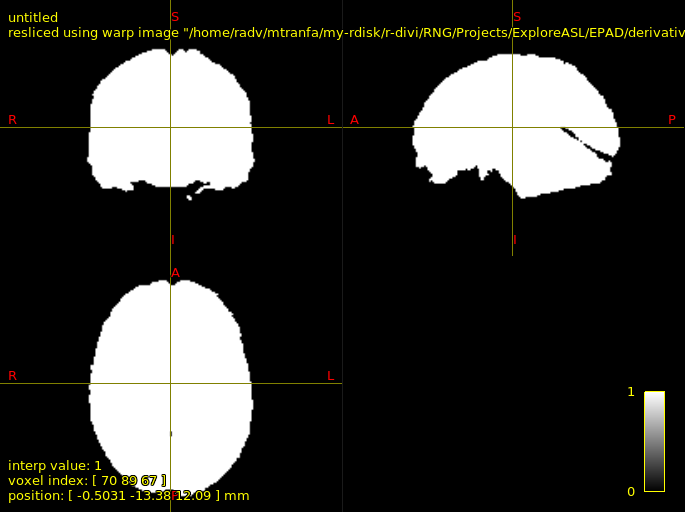 untitled
resliced using warp image "/home/radv/mtranfa/my-rdisk/r-divi/RNG/Projects/ExploreASL/EPAD/derivativ
S
S
R
L
A
P
I
I
A
R
L
1
interp value: 1
voxel index: [ 70 89 67 ]
0
position: [ -0.5031 -13.38 12.09 ] mm